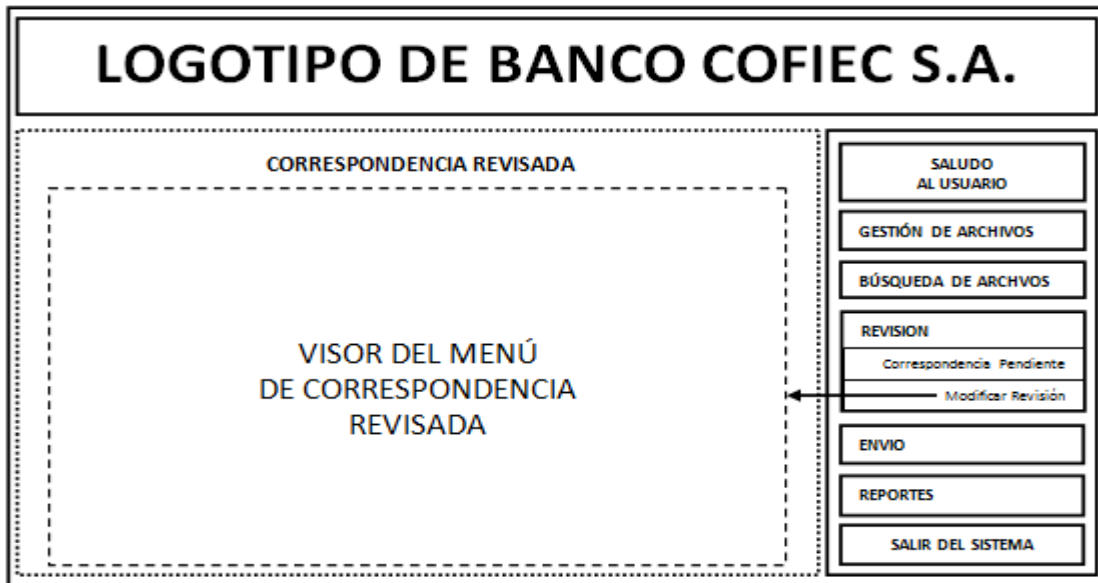 LOGOTIPO DE BANCO COFIEC S.A.
CORRESPONDENCIA REVISADA
VISOR DEL MENÚ
DE CORRESPONDENCIA
REVISADA
SALUDO
AL USUARIO
GESTIÓN DE ARCHIVOS
BÚSQUEDA DE ARCHVOS
REVISION
Correspondencia Pendiente
Modificar Revisión
ENVIO
REPORTES
SALIR DEL SISTEMA